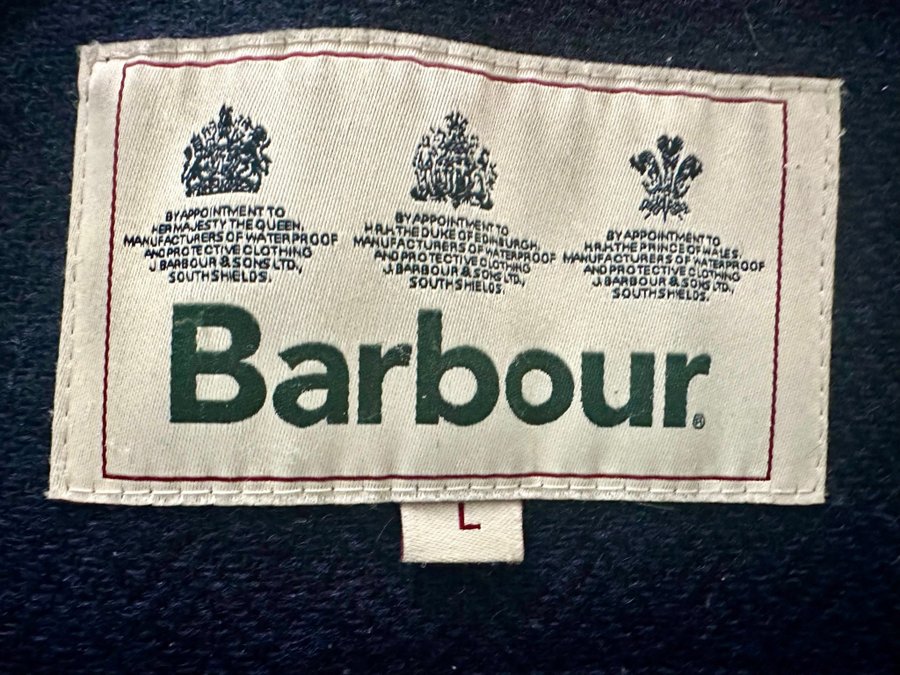 BY APPOINTMENT TO
HER MAJESTY THE QUEEN,
MANUFACTURERS OF WATERPROOF
AND PROTECTIVE CLOTHING
J. BARBOUR & SONS LTD.,
SOUTH SHIELDS.
BY APPOINTMENT TO
H.R.H. THE DUKE OF EDINBURGH,
MANUFACTURERS OF WATERPROOF
AND PROTECTIVE CLOTHING
J. BARBOUR & SONS LTD.,
SOUTH SHIELDS.
BY APPOINTMENT TO
H.R.H. THE PRINCE OF WALES,
MANUFACTURERS OF WATERPROOF
AND PROTECTIVE CLOTHING
J. BARBOUR & SONS LTD.,
SOUTH SHIELDS.
Barbour®
L